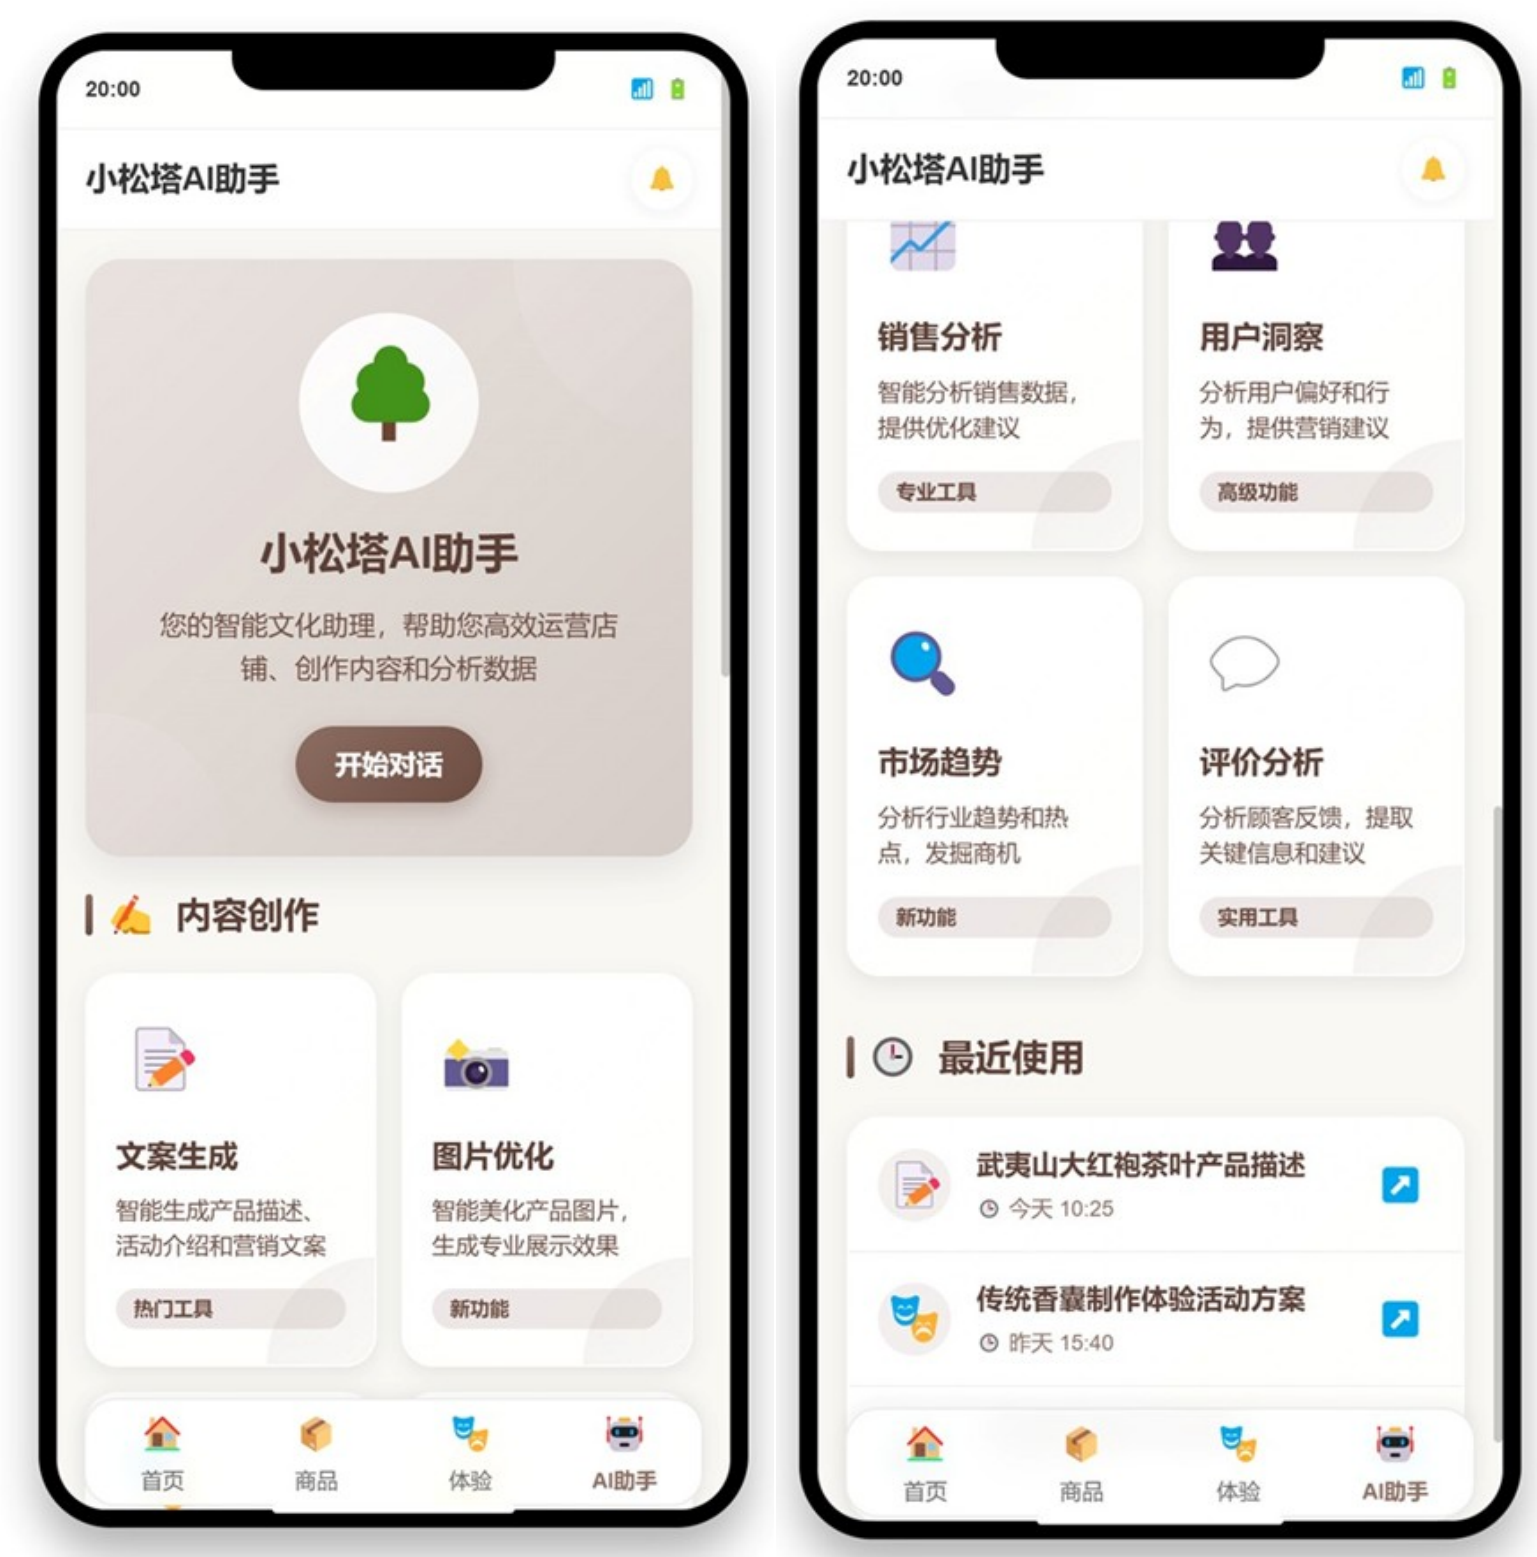 20:00
小松塔AI助手
小松塔AI助手
您的智能文化助理，帮助您高效运营店
铺、创作内容和分析数据
开始对话
内容创作
文案生成
智能生成产品描述、
活动介绍和营销文案
热门工具
图片优化
智能美化产品图片，
生成专业展示效果
新功能
首页
商品
体验
AI助手
20:00
小松塔AI助手
销售分析
智能分析销售数据，
提供优化建议
专业工具
用户洞察
分析用户偏好和行
为，提供营销建议
高级功能
市场趋势
分析行业趋势和热
点，发掘商机
新功能
评价分析
分析顾客反馈，提取
关键信息和建议
实用工具
最近使用
武夷山大红袍茶叶产品描述
今天 10:25
传统香囊制作体验活动方案
昨天 15:40
首页
商品
体验
AI助手